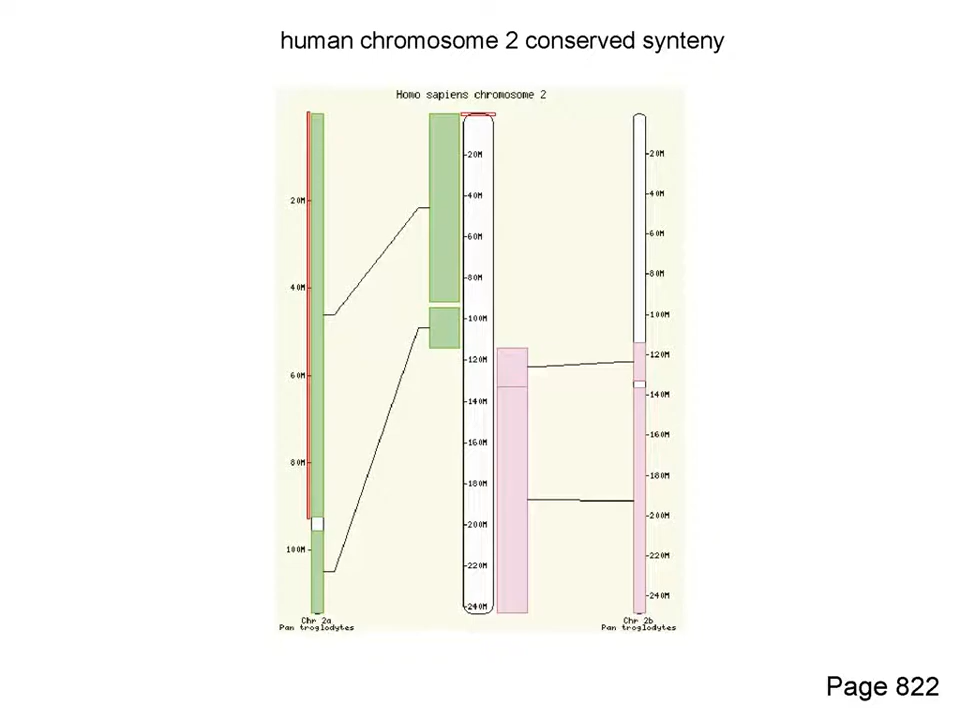 human chromosome 2 conserved synteny
Homo sapiens chromosome 2
20M
40M
60M
80M
100M
Chr 2a
Pan troglodytes
20M
40M
60M
80M
100M
120M
140M
160M
180M
200M
220M
240M
20M
40M
60M
80M
100M
120M
140M
160M
180M
200M
220M
240M
Chr 2b
Pan troglodytes
Page 822